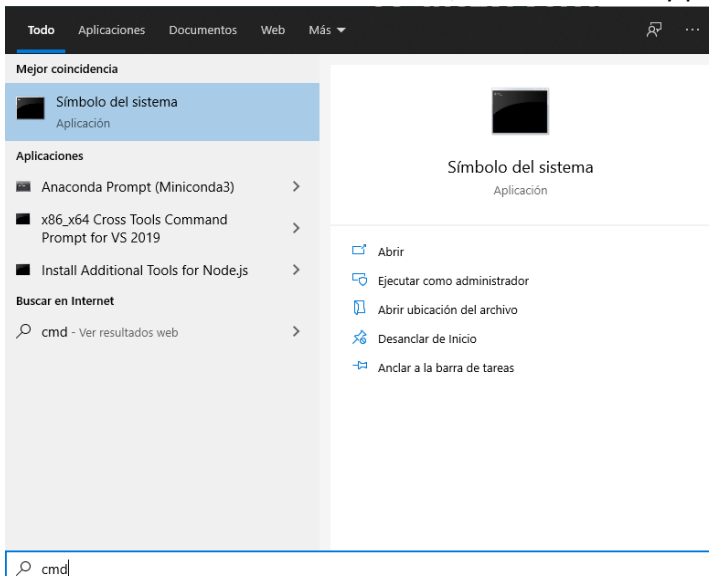 Todo Aplicaciones Documentos Web Más
Mejor coincidencia
Símbolo del sistema
Aplicación
Aplicaciones
Anaconda Prompt (Miniconda3)
x86_x64 Cross Tools Command
Prompt for VS 2019
Install Additional Tools for Node.js
Buscar en Internet
cmd - Ver resultados web
Símbolo del sistema
Aplicación
Abrir
Ejecutar como administrador
Abrir ubicación del archivo
Desanclar de Inicio
Anclar a la barra de tareas
cmd